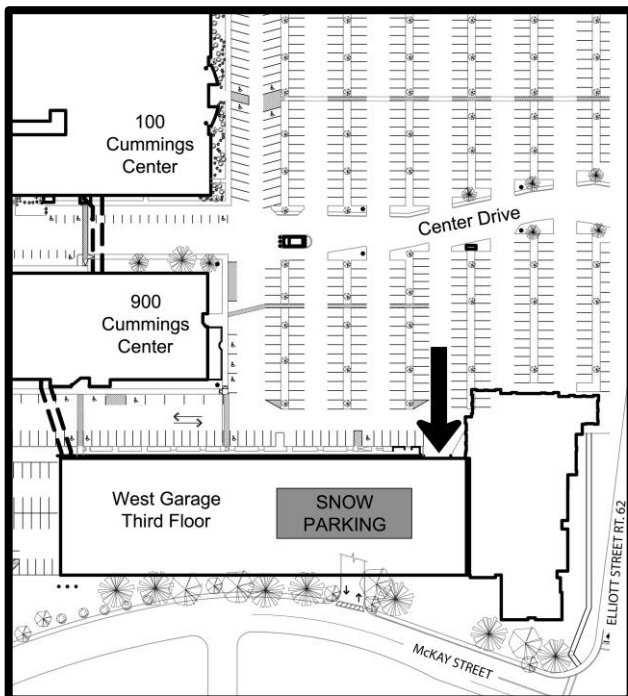 100
Cummings
Center
Center Drive
900
Cummings
Center
West Garage
Third Floor
SNOW
PARKING
ELLIOTT STREET RT. 62
McKAY STREET